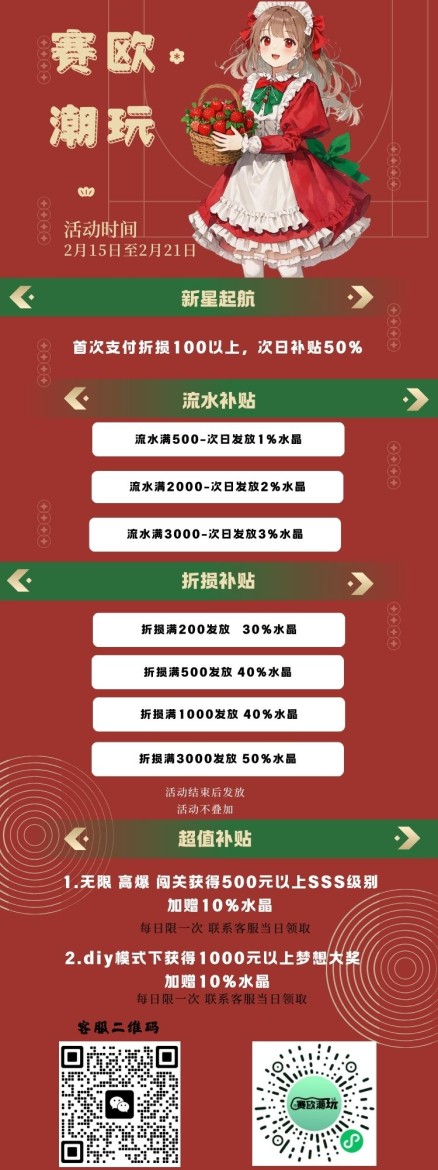 赛欧
潮玩
活动时间
2月15日至2月21日
新星起航
首次支付折损100以上，次日补贴50%
流水补贴
流水满500-次日发放1%水晶
流水满2000-次日发放2%水晶
流水满3000-次日发放3%水晶
折损补贴
折损满200发放 30%水晶
折损满500发放 40%水晶
折损满1000发放 40%水晶
折损满3000发放 50%水晶
活动结束后发放
活动不叠加
超值补贴
1.无限 高爆 闯关获得500元以上SSS级别
加赠10%水晶
每日限一次 联系客服当日领取
2.diy模式下获得1000元以上梦想大奖
加赠10%水晶
每日限一次 联系客服当日领取
客服二维码
赛欧潮玩